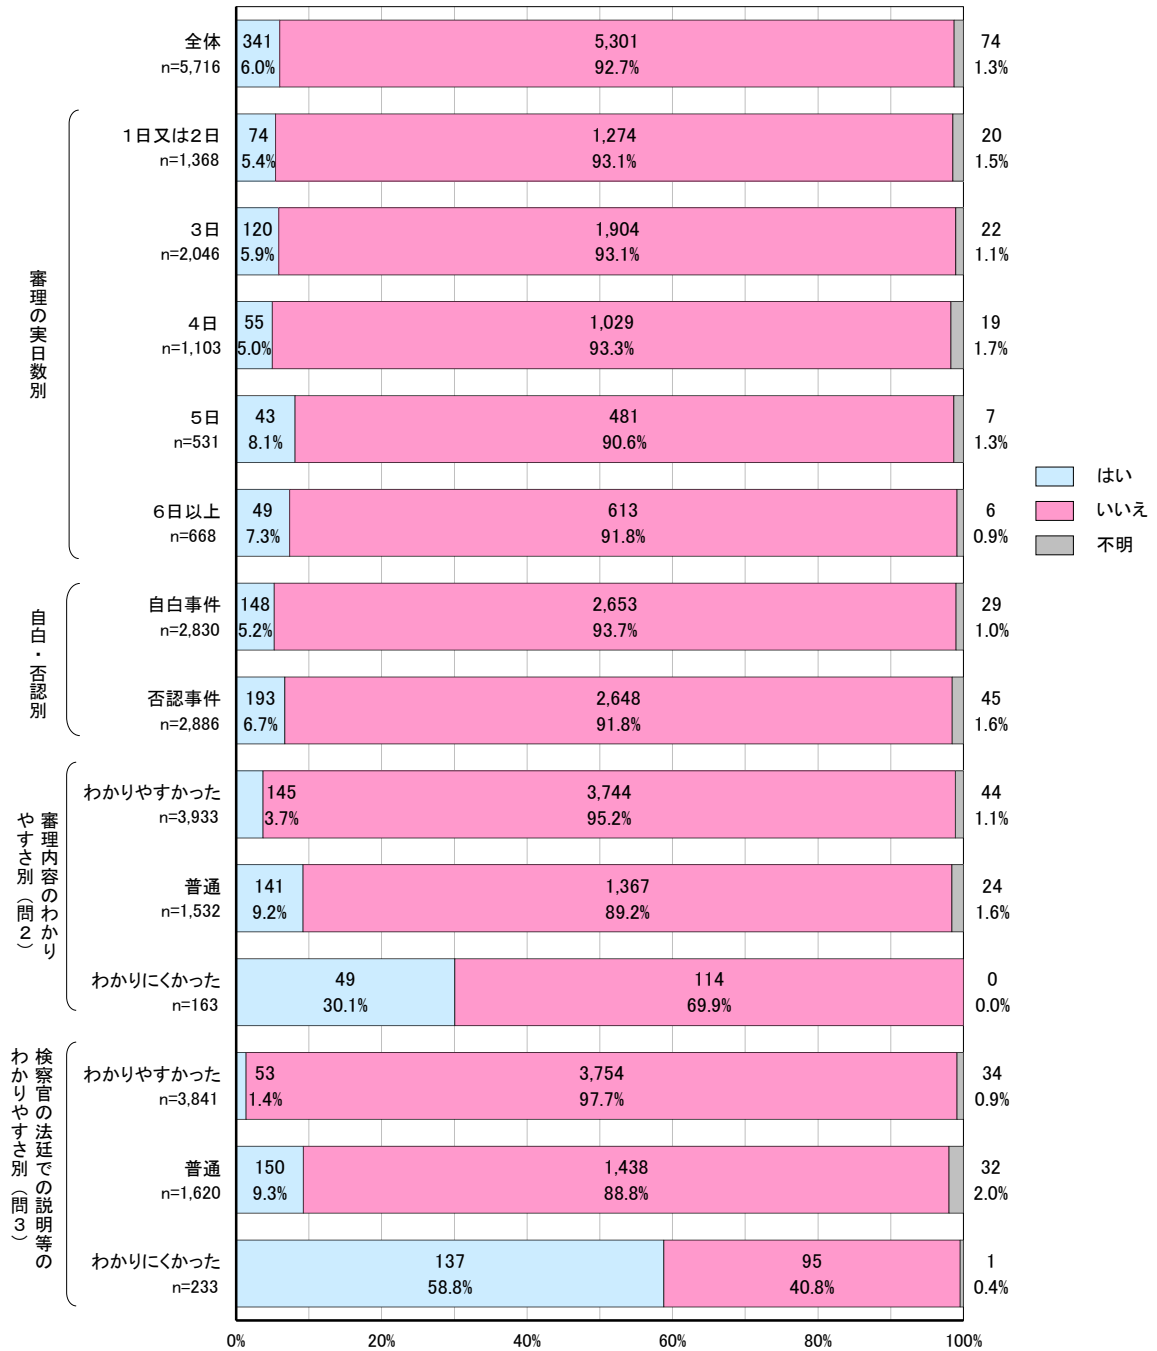 全体
n=5,716
341
6.0%
5,301
92.7%
74
1.3%
審理の実日数別
1日又は2日
n=1,368
74
5.4%
1,274
93.1%
20
1.5%
3日
n=2,046
120
5.9%
1,904
93.1%
22
1.1%
4日
n=1,103
55
5.0%
1,029
93.3%
19
1.7%
5日
n=531
43
8.1%
481
90.6%
7
1.3%
6日以上
n=668
49
7.3%
613
91.8%
6
0.9%
はい
いいえ
不明
自白・否認別
自白事件
n=2,830
148
5.2%
2,653
93.7%
29
1.0%
否認事件
n=2,886
193
6.7%
2,648
91.8%
45
1.6%
審理内容のわかり
やすさ別(問2)
わかりやすかった
n=3,933
145
3.7%
3,744
95.2%
44
1.1%
普通
n=1,532
141
9.2%
1,367
89.2%
24
1.6%
わかりにくかった
n=163
49
30.1%
114
69.9%
0
0.0%
検察官の法廷での説明等の
わかりやすさ別(問3)
わかりやすかった
n=3,841
53
1.4%
3,754
97.7%
34
0.9%
普通
n=1,620
150
9.3%
1,438
88.8%
32
2.0%
わかりにくかった
n=233
137
58.8%
95
40.8%
1
0.4%
0%
20%
40%
60%
80%
100%